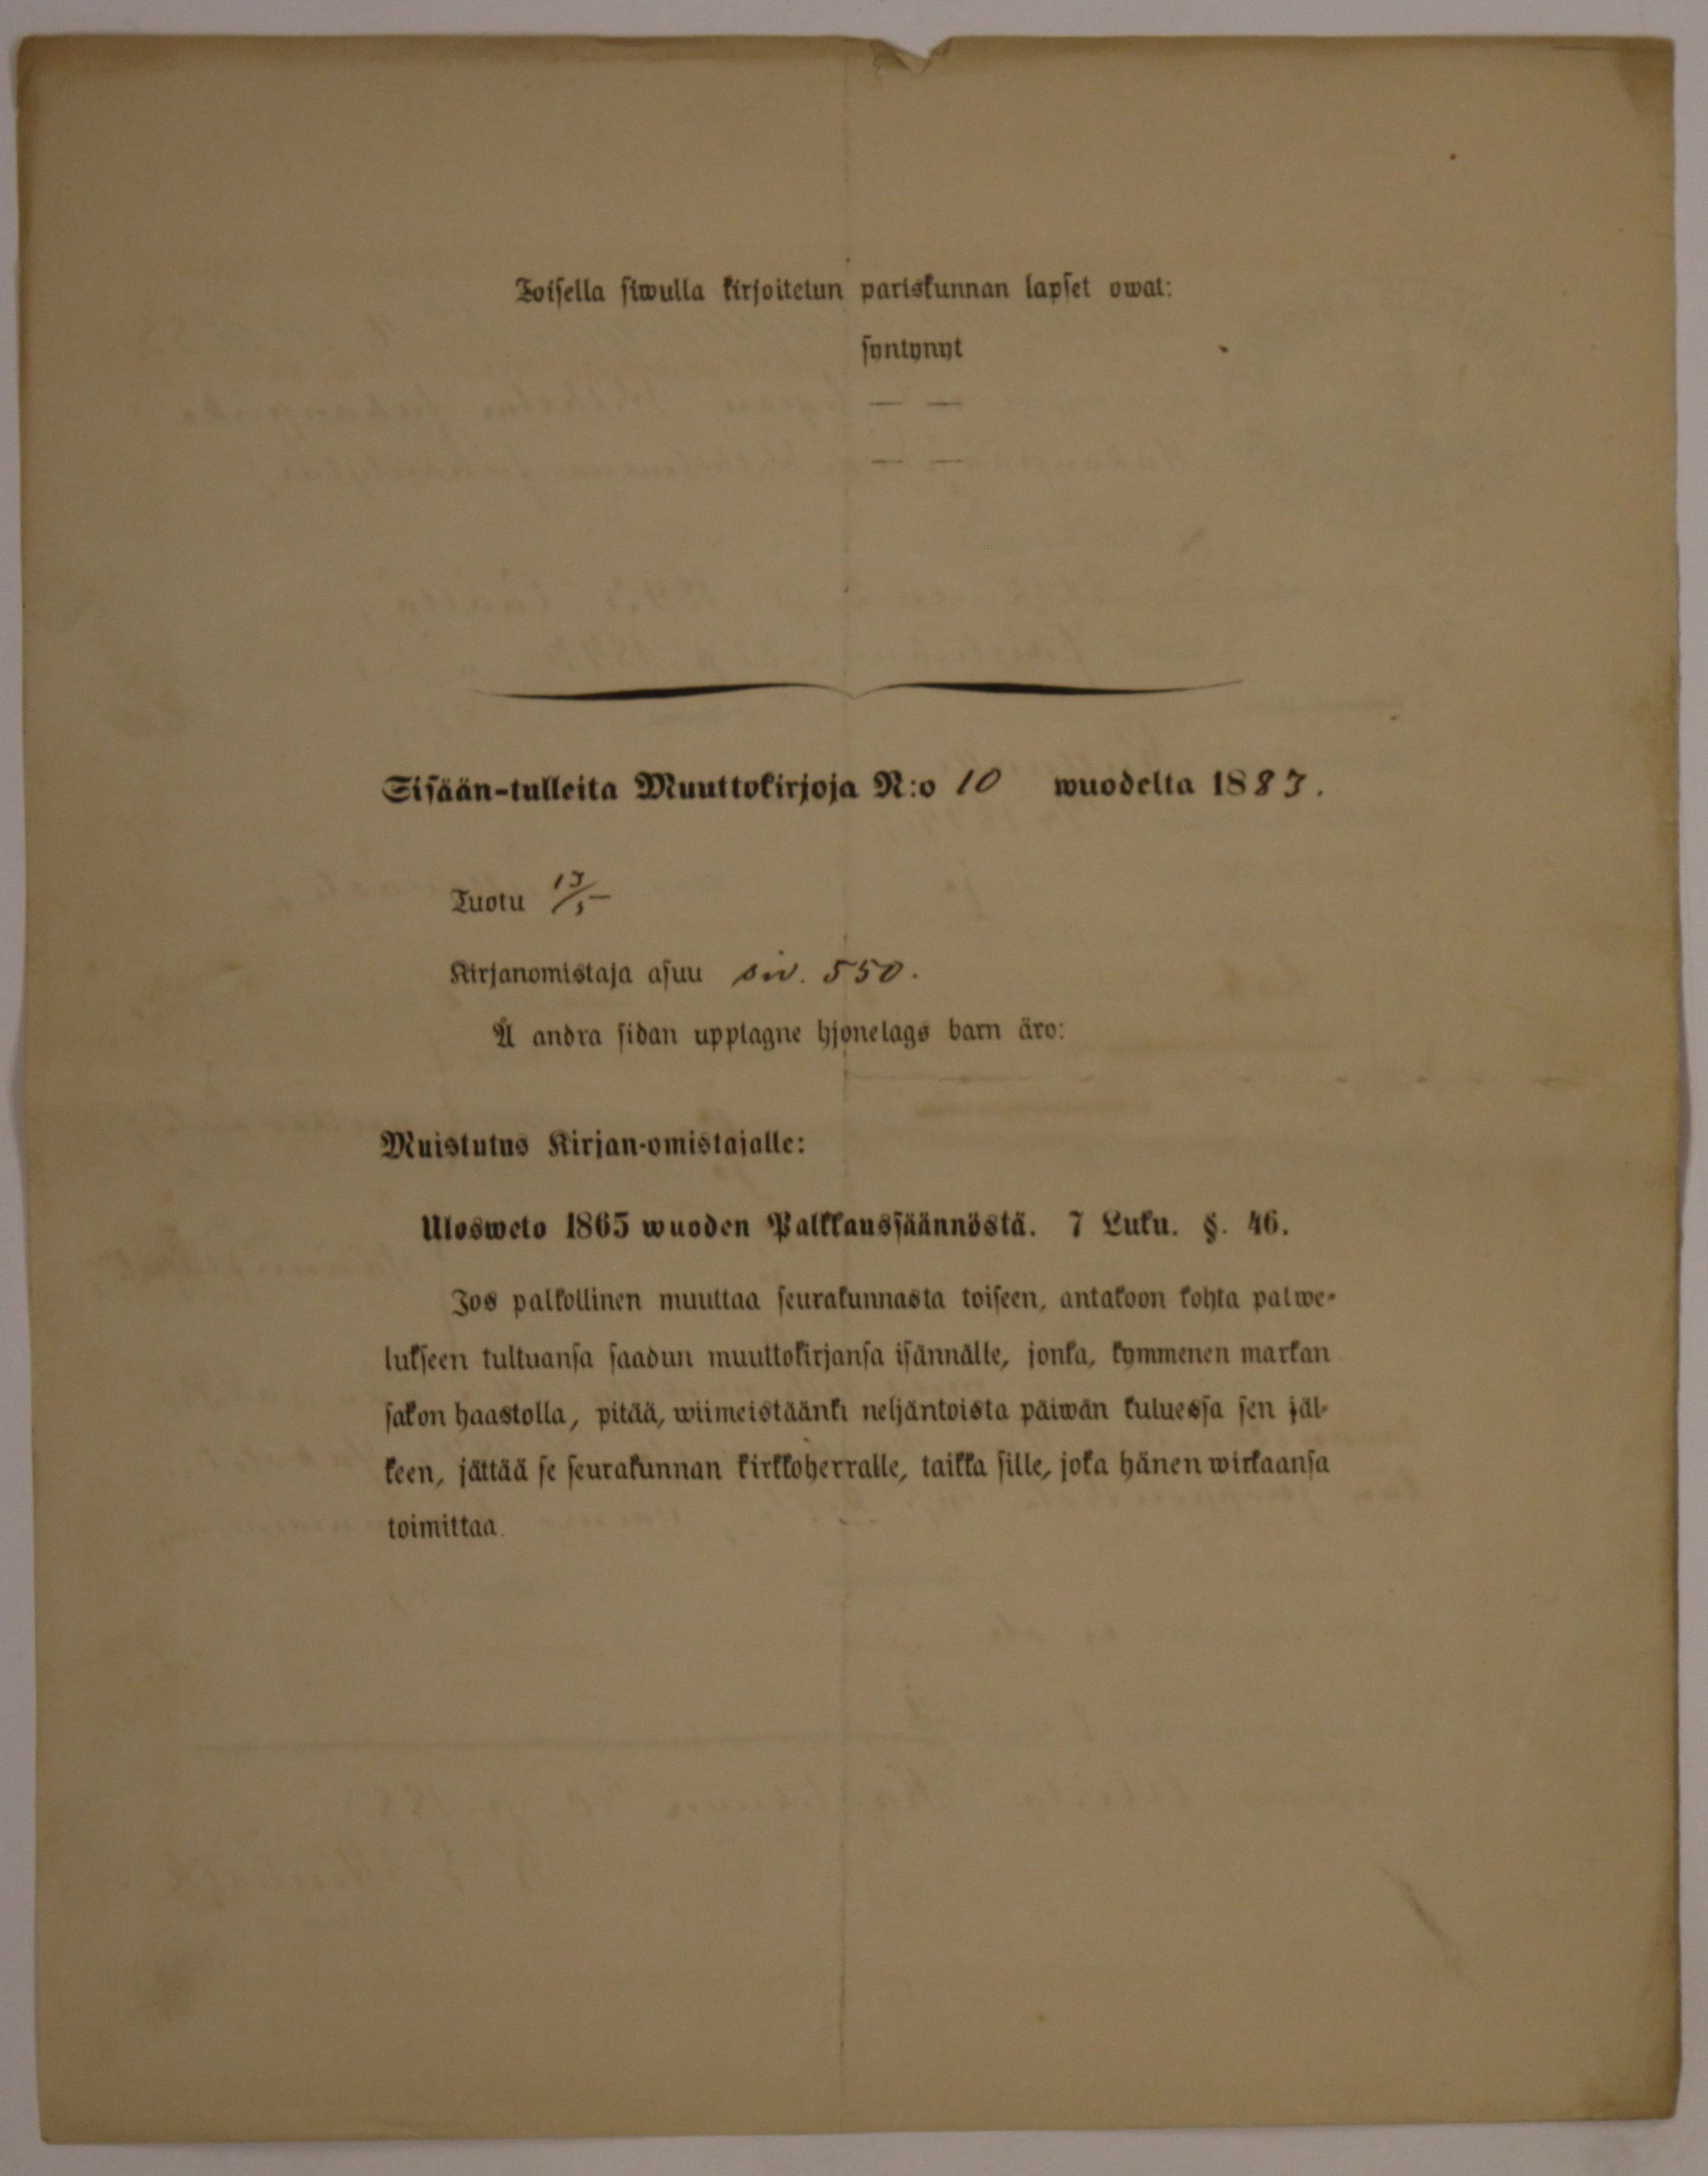 Toisella siwulla kirjoitetun pariskunnan lapset owat:
syntynyt
— —
— —
Sisään-tulleita Muuttokirjoja N:o 10 wuodelta 1883.
Tuotu 13/1
Kirjanomistaja asuu siv. 550.
Å andra sidan upptagne hjonelags barn äro:
Muistutus Kirjan-omistajalle:
Ulosweto 1865 wuoden Palkkaussäännöstä. 7 Luku. §. 46.
Jos palkollinen muuttaa seurakunnasta toiseen, antakoon kohta palwe-
lukseen tultuansa saadun muuttokirjansa isännälle, jonka, kymmenen markan
sakon haastolla, pitää, wiimeistäänki neljäntoista päiwän kuluessa sen jäl-
keen, jättää se seurakunnan kirkkoherralle, taikka sille, joka hänen wirkaansa
toimittaa.